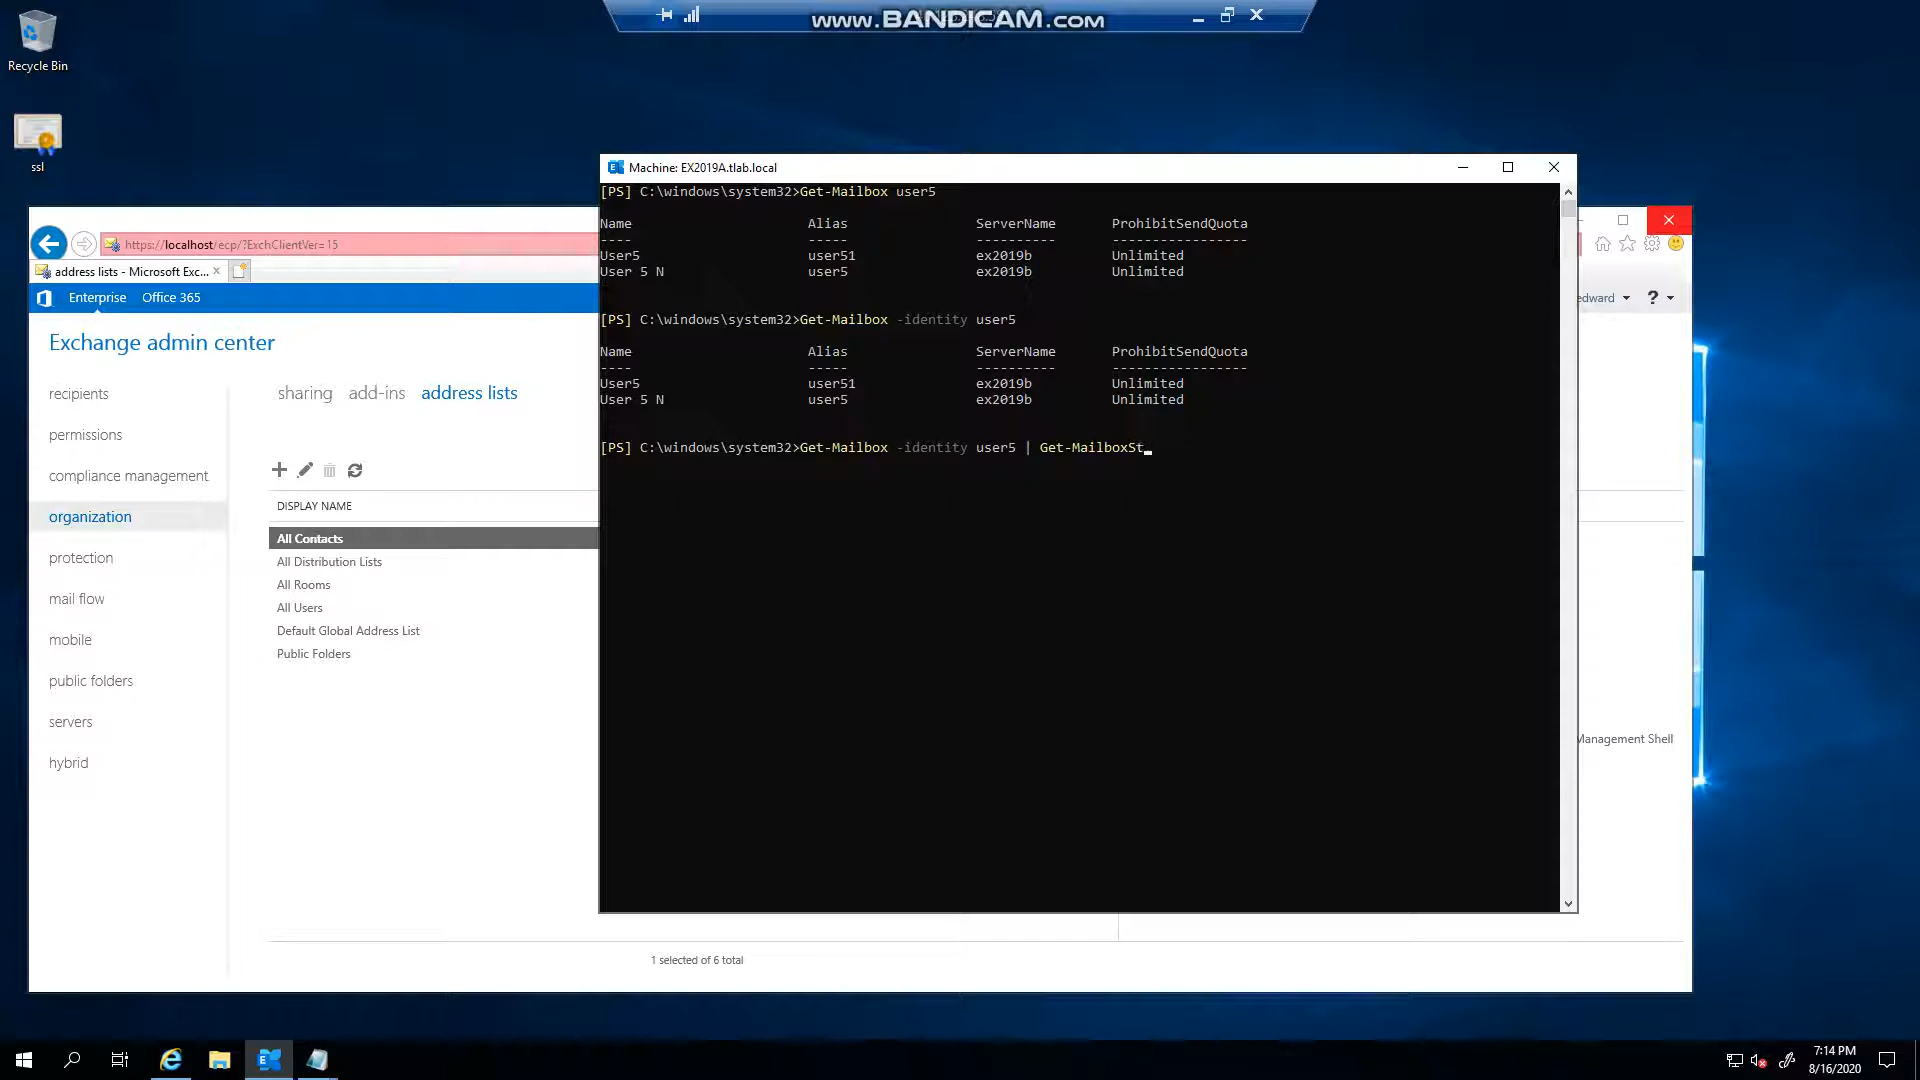 www.BANDICAM.com
Recycle Bin
ssl
Machine: EX2019A.tlab.local
[PS] C:\windows\system32>Get-Mailbox user5
Name Alias ServerName ProhibitSendQuota
---- ----- ---------- -----------------
User5 user51 ex2019b Unlimited
User 5 N user5 ex2019b Unlimited
[PS] C:\windows\system32>Get-Mailbox -identity user5
Name Alias ServerName ProhibitSendQuota
---- ----- ---------- -----------------
User5 user51 ex2019b Unlimited
User 5 N user5 ex2019b Unlimited
[PS] C:\windows\system32>Get-Mailbox -identity user5 | Get-MailboxSt_
https://localhost/ecp/?ExchClientVer=15
address lists - Microsoft Exc...
Enterprise Office 365
edward ?
Exchange admin center
recipients
permissions
compliance management
organization
protection
mail flow
mobile
public folders
servers
hybrid
sharing add-ins address lists
DISPLAY NAME
All Contacts
All Distribution Lists
All Rooms
All Users
Default Global Address List
Public Folders
Management Shell
1 selected of 6 total
7:14 PM
8/16/2020